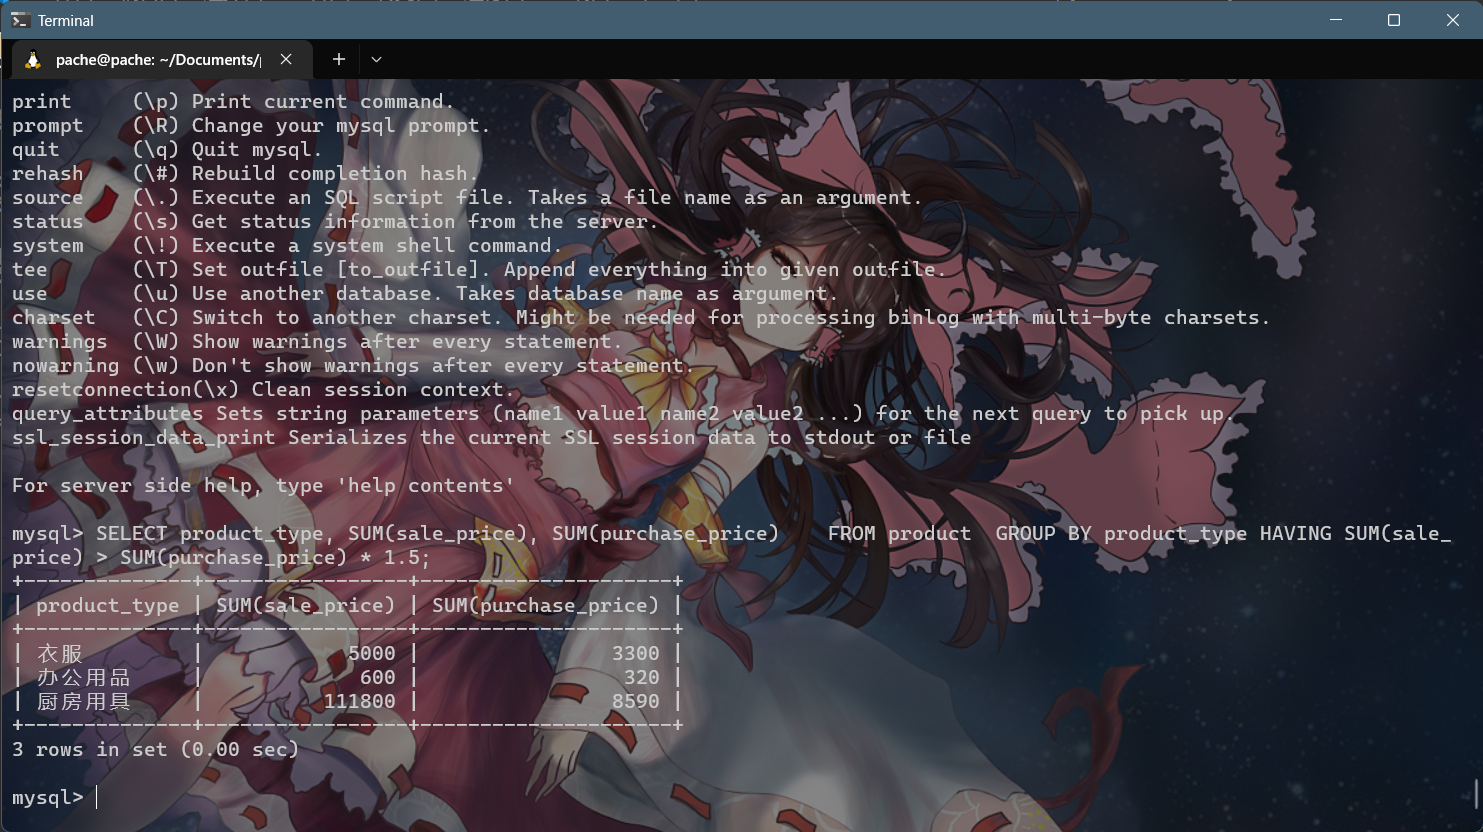 Terminal
pache@pache: ~/Documents/
print     (\p) Print current command.
prompt    (\R) Change your mysql prompt.
quit      (\q) Quit mysql.
rehash    (\#) Rebuild completion hash.
source    (\.) Execute an SQL script file. Takes a file name as an argument.
status    (\s) Get status information from the server.
system    (\!) Execute a system shell command.
tee       (\T) Set outfile [to_outfile]. Append everything into given outfile.
use       (\u) Use another database. Takes database name as argument.
charset   (\C) Switch to another charset. Might be needed for processing binlog with multi-byte charsets.
warnings  (\W) Show warnings after every statement.
nowarning (\w) Don't show warnings after every statement.
resetconnection(\x) Clean session context.
query_attributes Sets string parameters (name1 value1 name2 value2 ...) for the next query to pick up.
ssl_session_data_print Serializes the current SSL session data to stdout or file
For server side help, type 'help contents'
mysql> SELECT product_type, SUM(sale_price), SUM(purchase_price)    FROM product  GROUP BY product_type HAVING SUM(sale_
price) > SUM(purchase_price) * 1.5;
+--------------+-----------------+---------------------+
| product_type | SUM(sale_price) | SUM(purchase_price) |
+--------------+-----------------+---------------------+
| 衣服         |            5000 |                3300 |
| 办公用品     |             600 |                 320 |
| 厨房用具     |          111800 |                8590 |
+--------------+-----------------+---------------------+
3 rows in set (0.00 sec)
mysql>